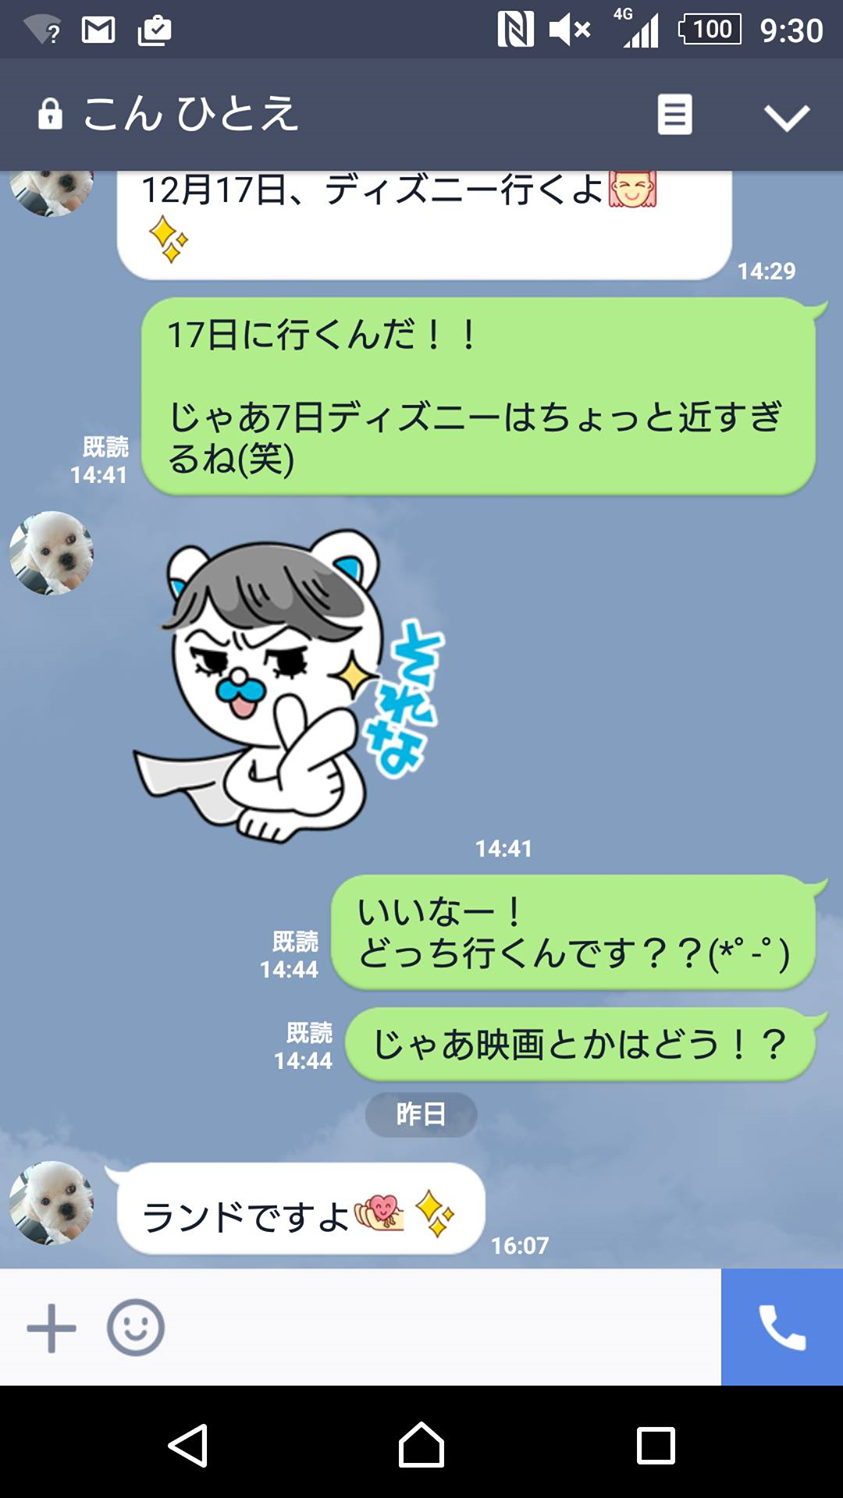 4G
100
9:30
こん ひとえ
12月17日、ディズニー行くよ
14:29
17日に行くんだ！！
じゃあ7日ディズニーはちょっと近すぎ
るね(笑)
既読
14:41
それな
14:41
いいなー！
どっち行くんです？？(*ﾟ-ﾟ)
既読
14:44
じゃあ映画とかはどう！？
既読
14:44
昨日
ランドですよ
16:07